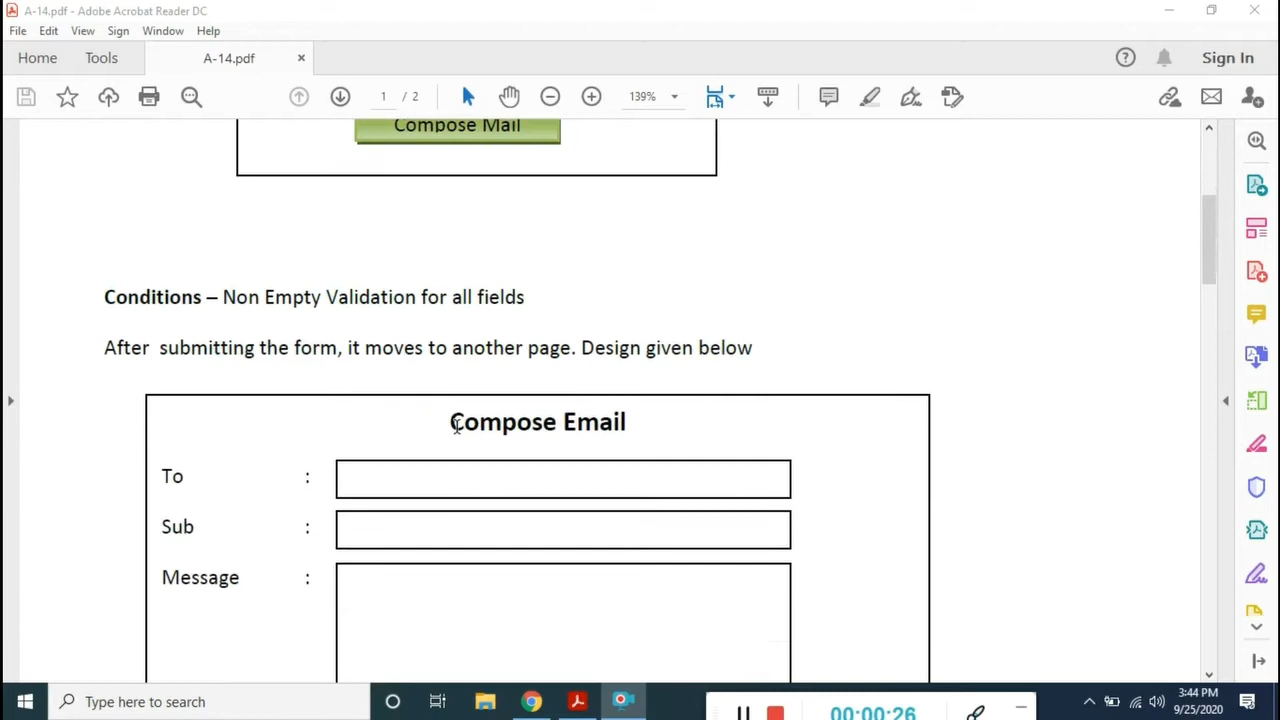 A-14.pdf - Adobe Acrobat Reader DC
File Edit View Sign Window Help
Home Tools A-14.pdf × Sign In
1 / 2 139%
Compose Mail
Conditions – Non Empty Validation for all fields
After submitting the form, it moves to another page. Design given below
Compose Email
To :
Sub :
Message :
Type here to search
00:00:26
3:44 PM
9/25/2020